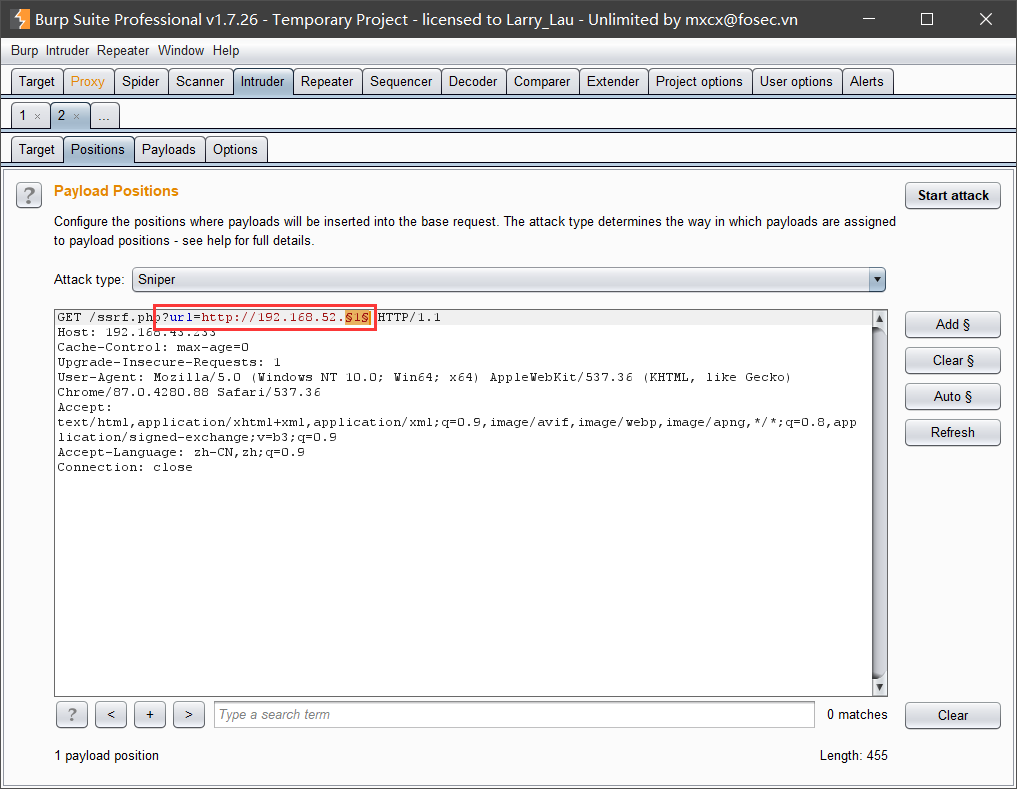 Burp Suite Professional v1.7.26 - Temporary Project - licensed to Larry_Lau - Unlimited by mxcx@fosec.vn
Burp Intruder Repeater Window Help
Target Proxy Spider Scanner Intruder Repeater Sequencer Decoder Comparer Extender Project options User options Alerts
1 × 2 × ...
Target Positions Payloads Options
? Payload Positions
Start attack
Configure the positions where payloads will be inserted into the base request. The attack type determines the way in which payloads are assigned
to payload positions - see help for full details.
Attack type: Sniper
GET /ssrf.php?url=http://192.168.52.§1§ HTTP/1.1
Host: 192.168.43.233
Cache-Control: max-age=0
Upgrade-Insecure-Requests: 1
User-Agent: Mozilla/5.0 (Windows NT 10.0; Win64; x64) AppleWebKit/537.36 (KHTML, like Gecko)
Chrome/87.0.4280.88 Safari/537.36
Accept:
text/html,application/xhtml+xml,application/xml;q=0.9,image/avif,image/webp,image/apng,*/*;q=0.8,app
lication/signed-exchange;v=b3;q=0.9
Accept-Language: zh-CN,zh;q=0.9
Connection: close
Add §
Clear §
Auto §
Refresh
? < + > Type a search term 0 matches Clear
1 payload position Length: 455